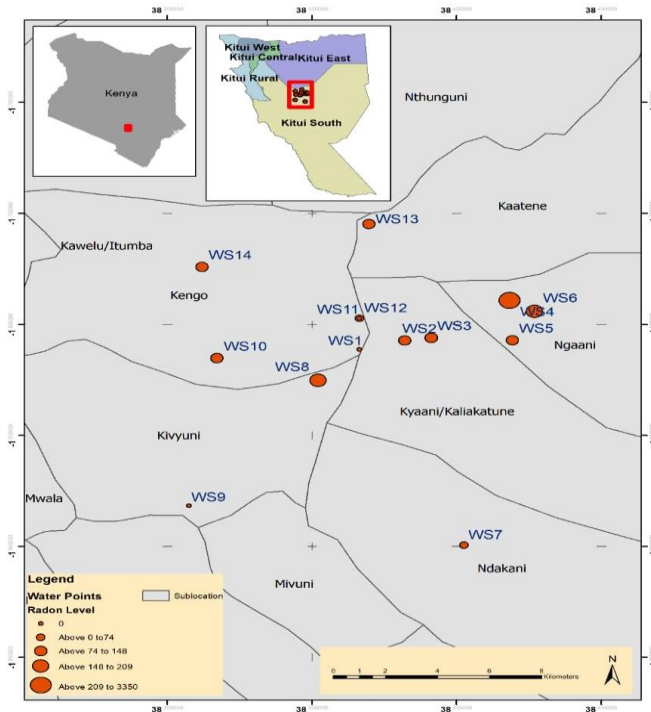 38
38
38
38
Kenya
Kitui West
Kitui Central
Kitui East
Kitui Rural
Kitui South
Nthunguni
Kaatene
WS13
Kawelu/Itumba
WS14
Kengo
WS6
WS11
WS12
WS4
WS2
WS3
WS5
WS1
Ngaani
WS10
WS8
Kyaani/Kaliakatune
Kivyuni
Mwala
WS9
WS7
Ndakani
Mivuni
Legend
Water Points
Sublocation
Radon Level
0
Above 0 to74
Above 74 to 148
Above 148 to 209
Above 209 to 3350
N
0
2
4
6
8
Kilometers
38
38
38
38